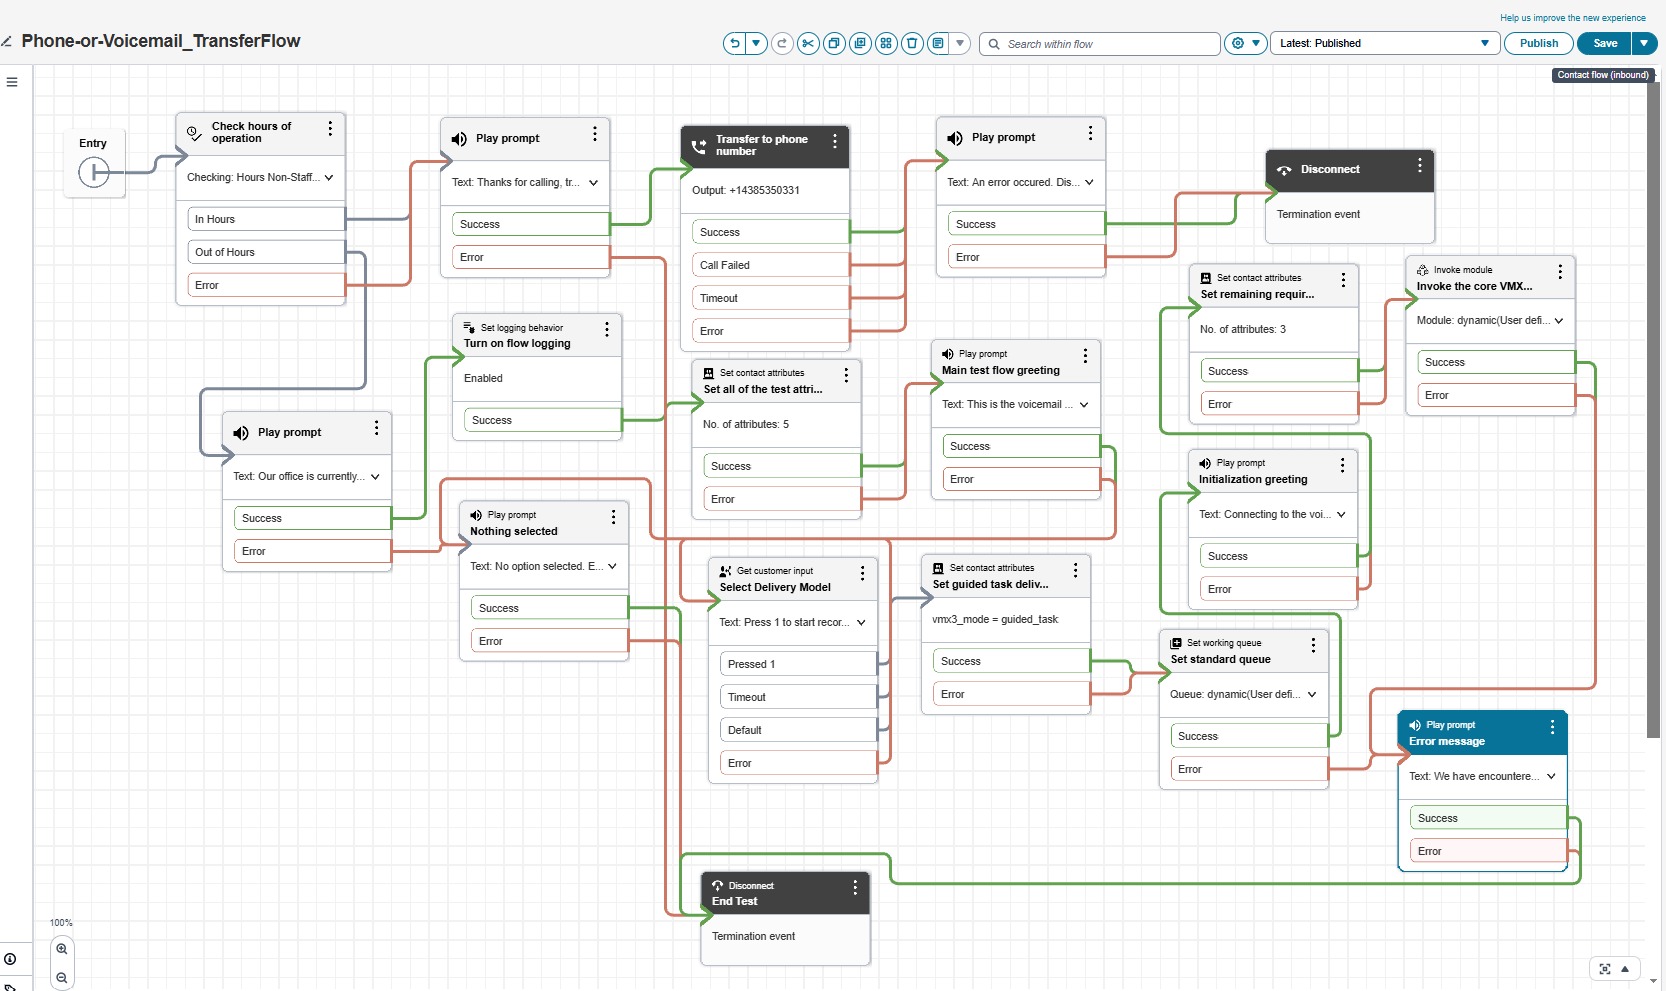 Help us improve the new experience
Phone-or-Voicemail_TransferFlow
Search within flow
Latest: Published
Publish
Save
Contact flow (inbound)
Entry
Check hours of
operation
Checking: Hours Non-Staff...
In Hours
Out of Hours
Error
Play prompt
Text: Thanks for calling, tr...
Success
Error
Transfer to phone
number
Output: +14385350331
Success
Call Failed
Timeout
Error
Play prompt
Text: An error occured. Dis...
Success
Error
Disconnect
Termination event
Set contact attributes
Set remaining requir...
No. of attributes: 3
Success
Error
Invoke module
Invoke the core VMX...
Module: dynamic(User defi...
Success
Error
Set logging behavior
Turn on flow logging
Enabled
Success
Set contact attributes
Set all of the test attri...
No. of attributes: 5
Success
Error
Play prompt
Main test flow greeting
Text: This is the voicemail ...
Success
Error
Play prompt
Text: Our office is currently...
Success
Error
Play prompt
Nothing selected
Text: No option selected. E...
Success
Error
Play prompt
Initialization greeting
Text: Connecting to the voi...
Success
Error
Get customer input
Select Delivery Model
Text: Press 1 to start recor...
Pressed 1
Timeout
Default
Error
Set contact attributes
Set guided task deliv...
vmx3_mode = guided_task
Success
Error
Set working queue
Set standard queue
Queue: dynamic(User defi...
Success
Error
Play prompt
Error message
Text: We have encountere...
Success
Error
Disconnect
End Test
Termination event
100%